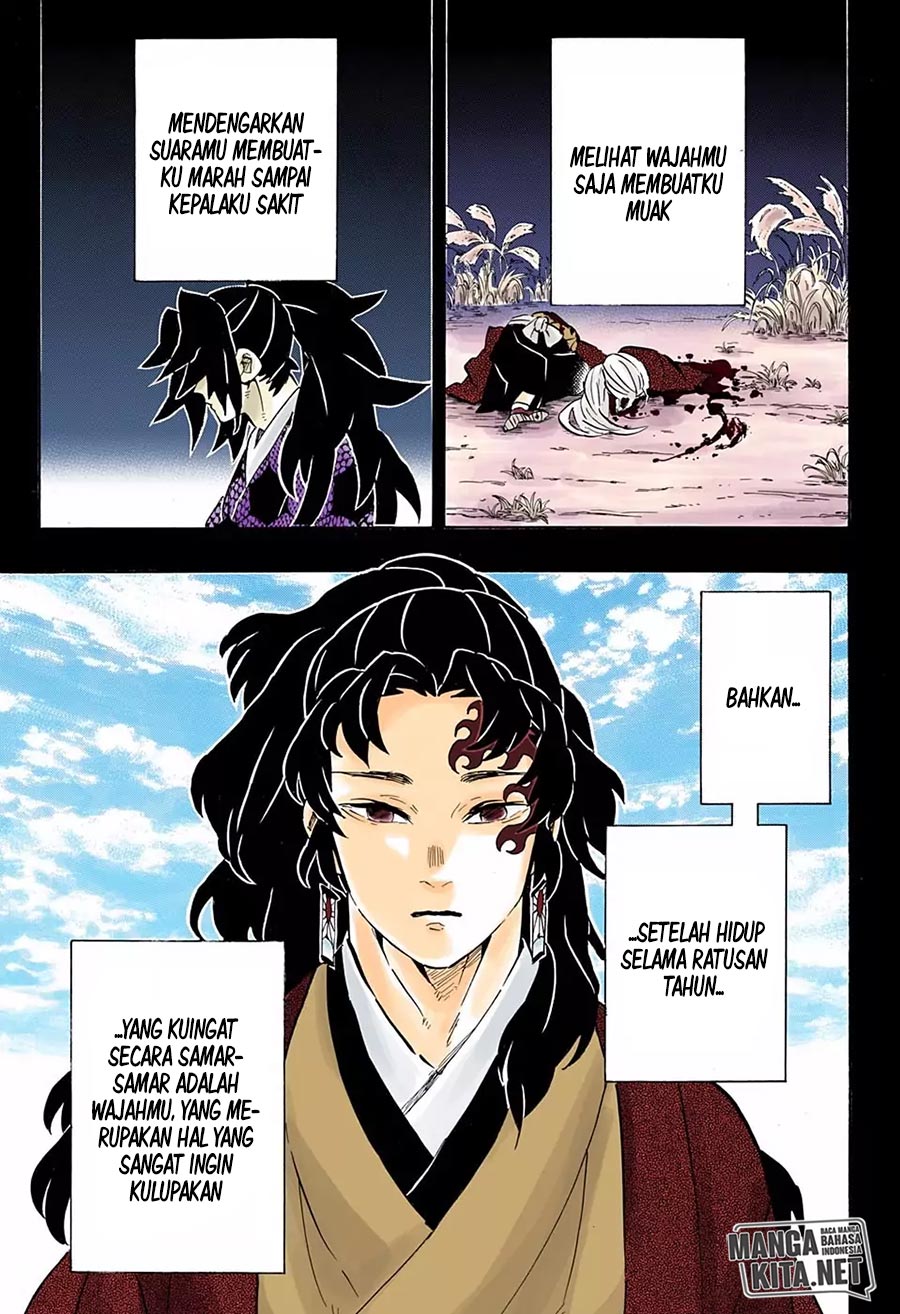 MELIHAT WAJAHMU
SAJA MEMBUATKU
MUAK
MENDENGARKAN
SUARAMU MEMBUAT-
KU MARAH SAMPAI
KEPALAKU SAKIT
BAHKAN...
...SETELAH HIDUP
SELAMA RATUSAN
TAHUN...
...YANG KUINGAT
SECARA SAMAR-
SAMAR ADALAH
WAJAHMU, YANG ME-
RUPAKAN HAL YANG
SANGAT INGIN
KULUPAKAN
MANGA
BACA MANGA
BAHASA
INDONESIA
KITA.NET